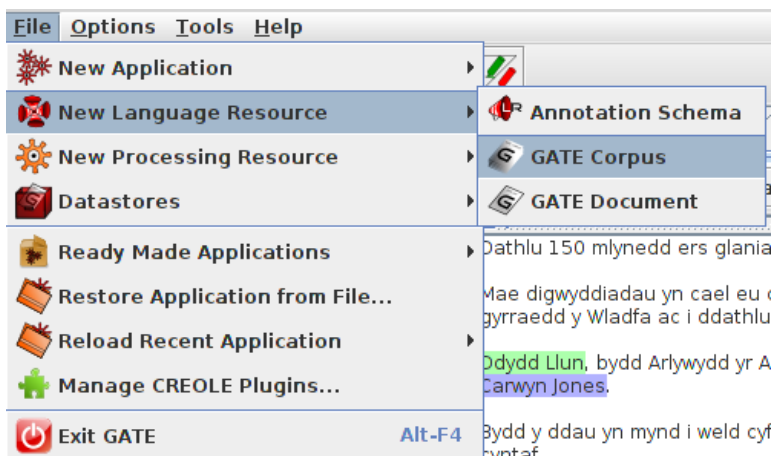 File Options Tools Help
New Application
New Language Resource
New Processing Resource
Datastores
Ready Made Applications
Restore Application from File...
Reload Recent Application
Manage CREOLE Plugins...
Exit GATE Alt-F4
Annotation Schema
GATE Corpus
GATE Document
Dathlu 150 mlynedd ers glania
Mae digwyddiadau yn cael eu
gyrraedd y Wladfa ac i ddathlu
Ddydd Llun, bydd Arlywydd yr A
Carwyn Jones.
Bydd y ddau yn mynd i weld cyf